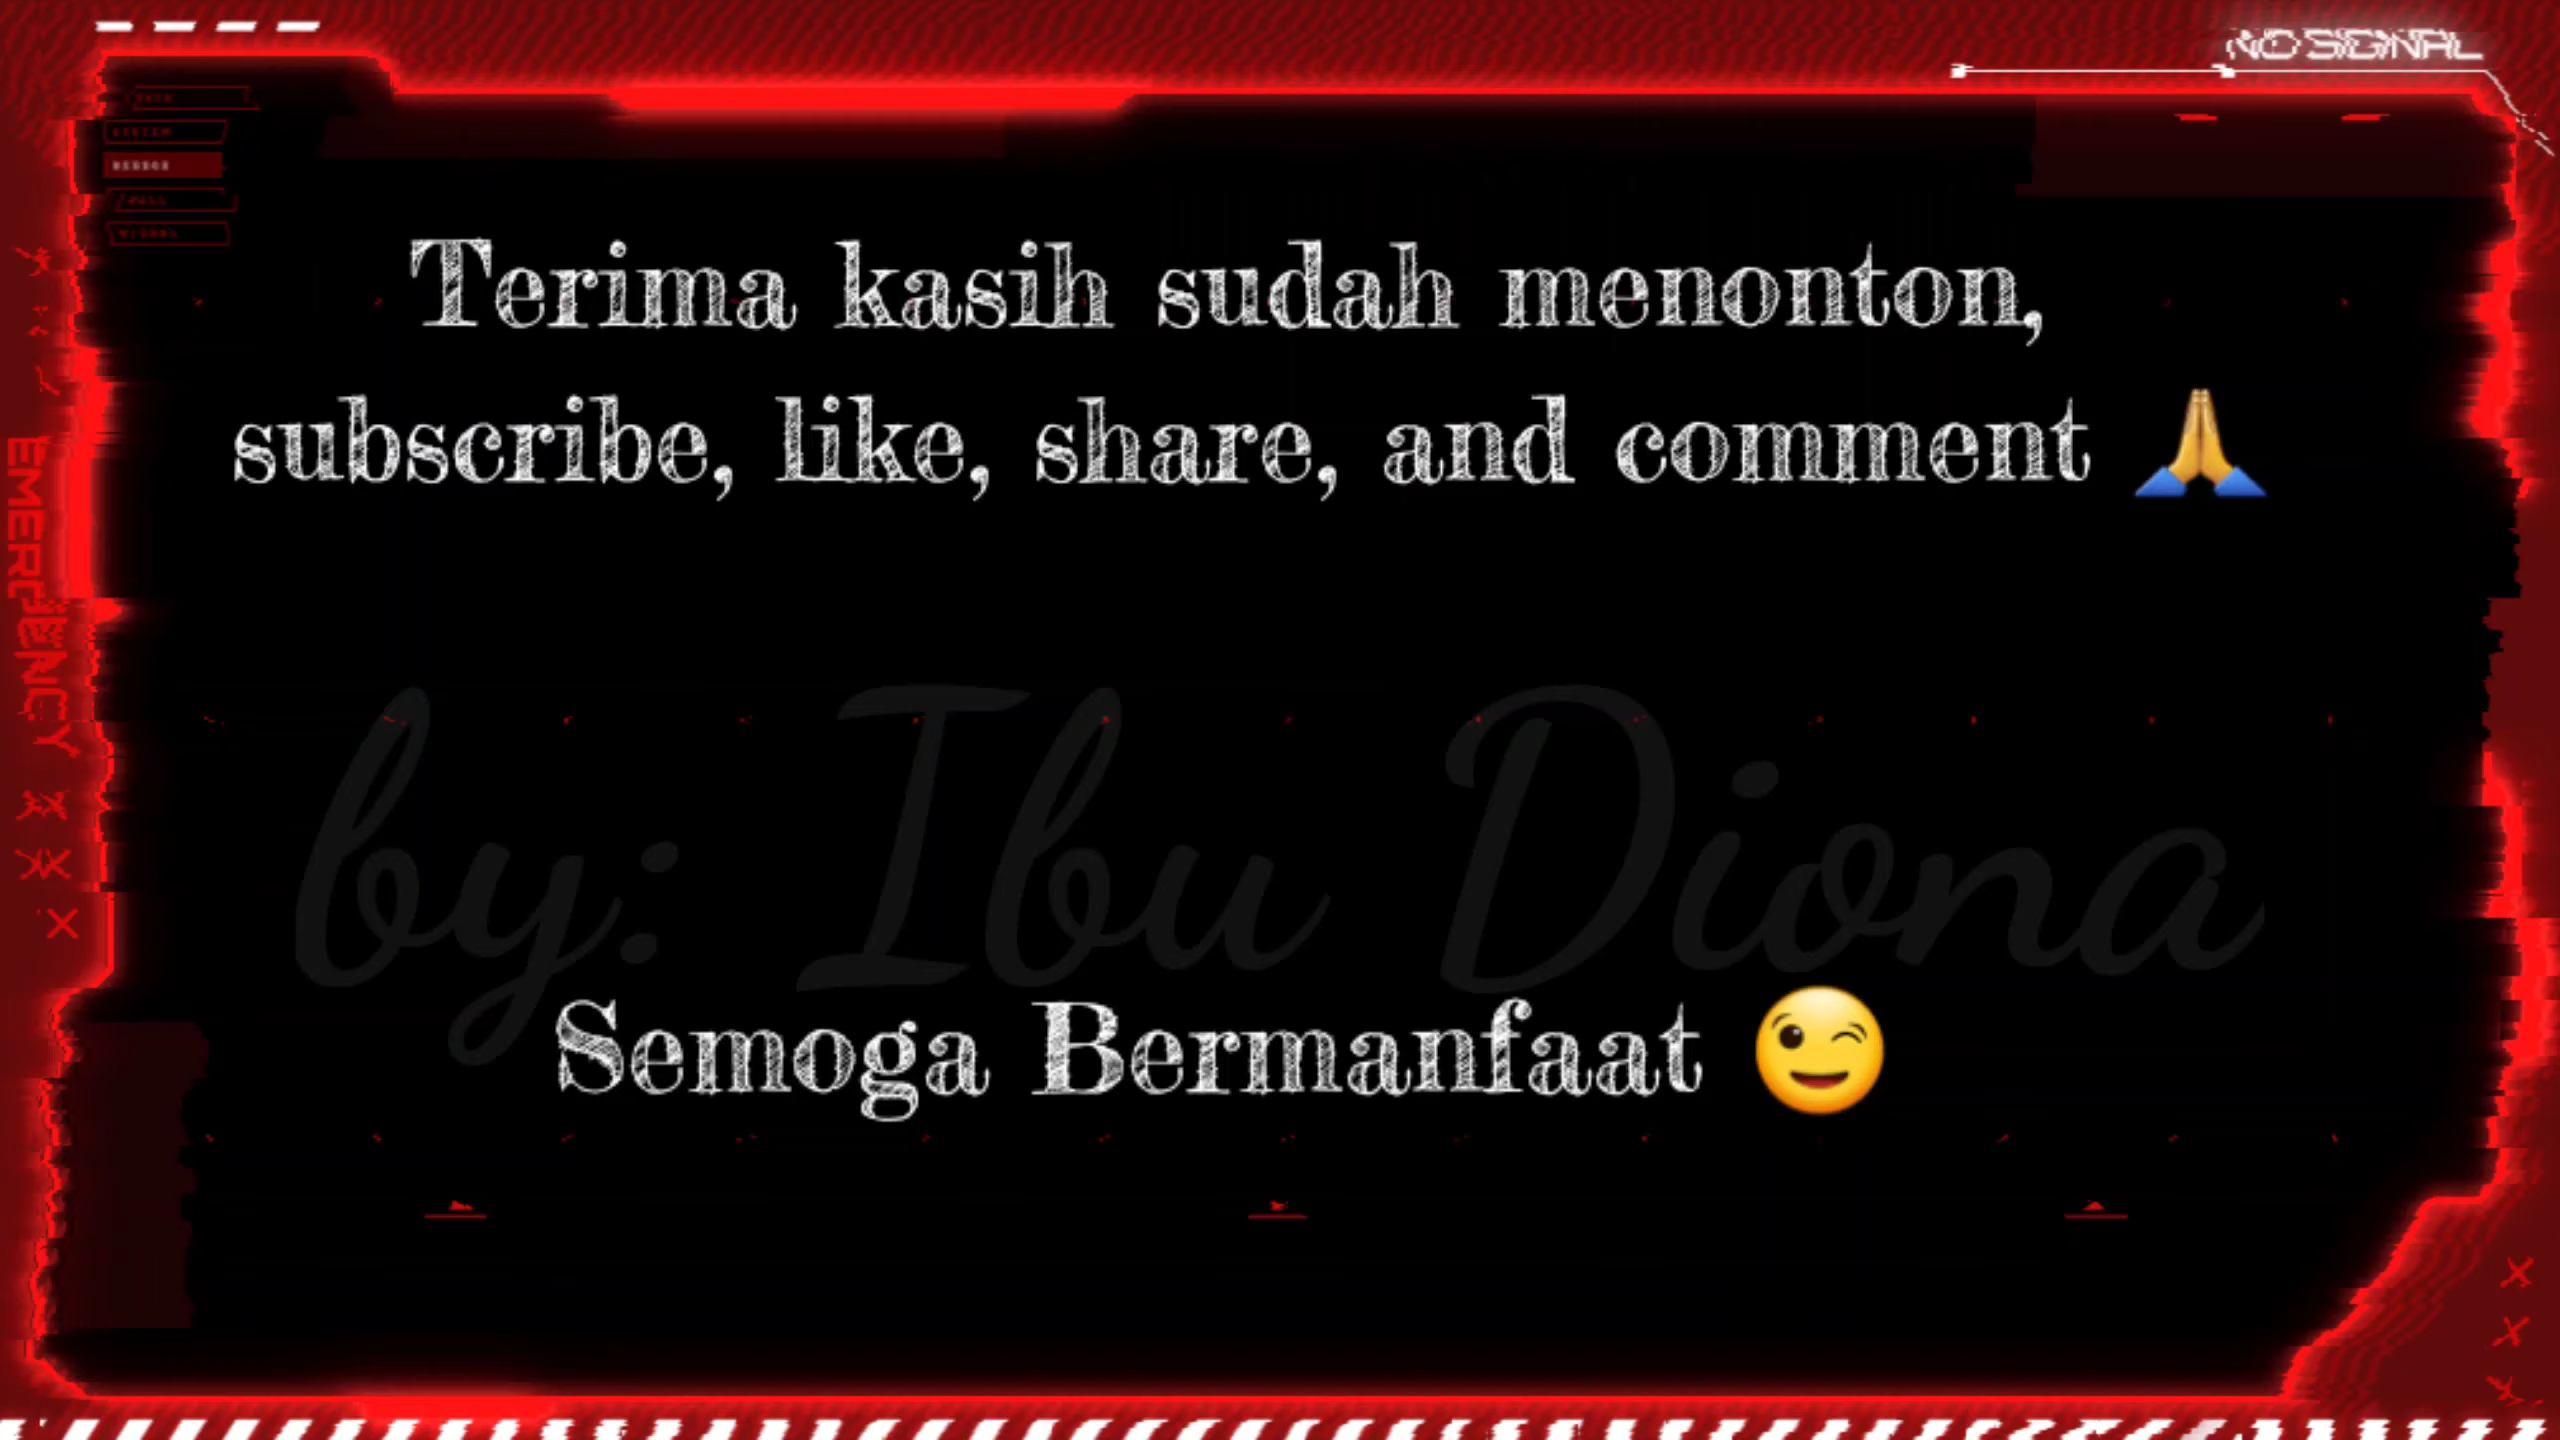 NO SIGNAL
Terima kasih sudah menonton,
subscribe, like, share, and comment 🙏
EMERGENCY
by: Ibu Diona
Semoga Bermanfaat 😉